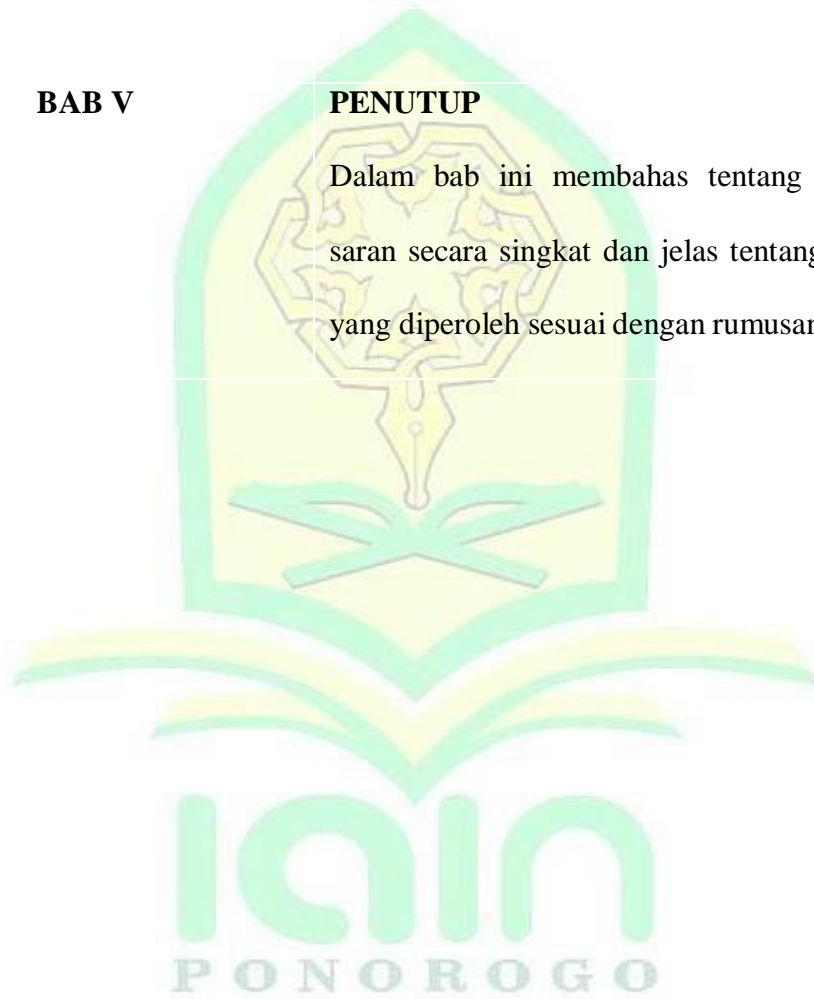 BAB V PENUTUP
Dalam bab ini membahas tentang
saran secara singkat dan jelas tentang
yang diperoleh sesuai dengan rumusan
IAIN
PONOROGO